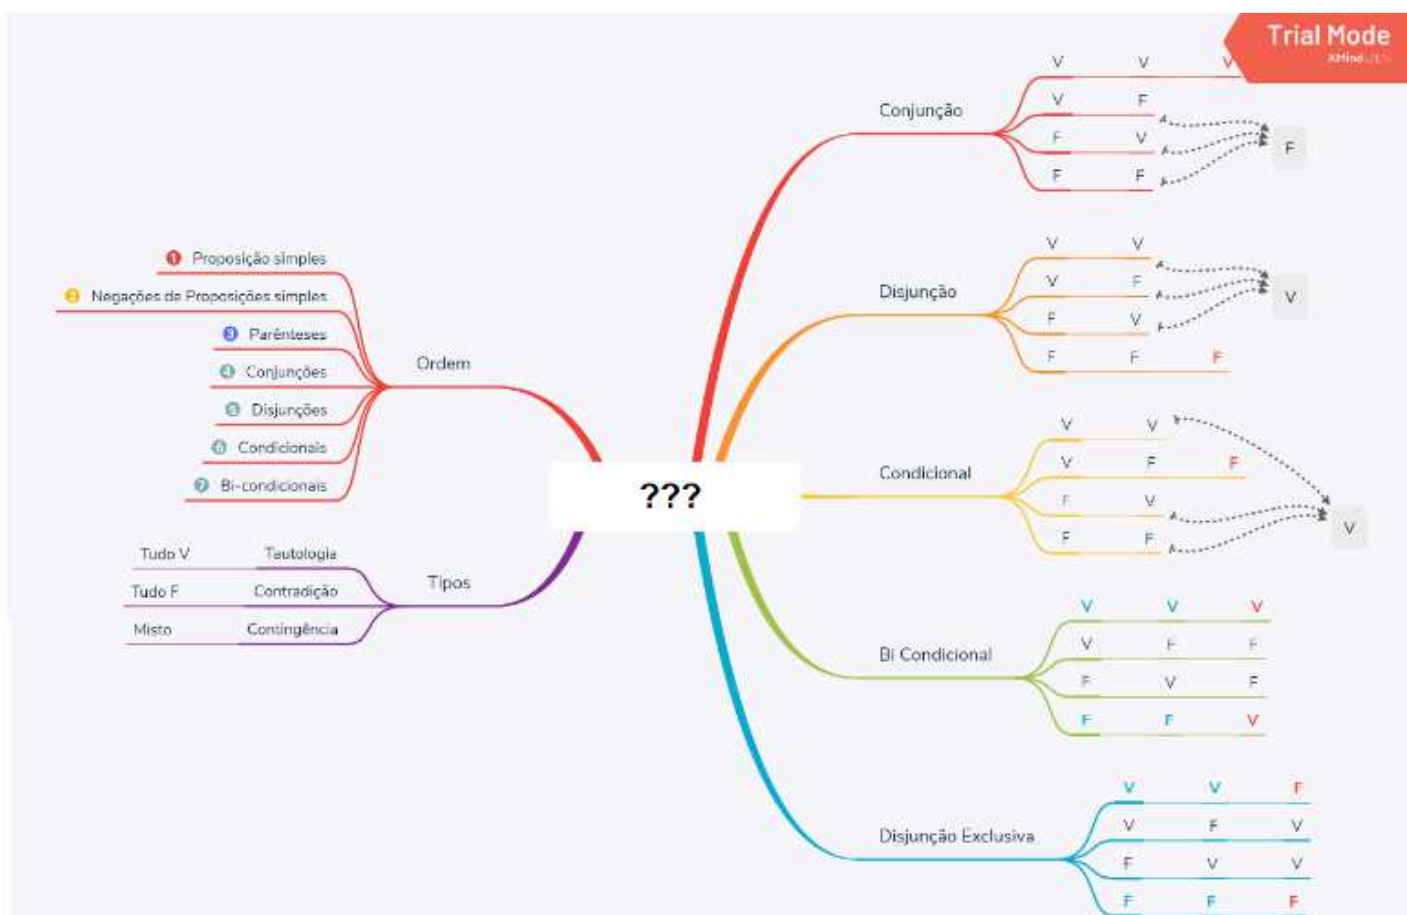 Trial Mode
XMind
Conjunção
V V V
V F
F V
F F
F
Disjunção
V V
V F
F V
F F F
V
Condicional
V V
V F F
F V
F F
V
Bi Condicional
V V V
V F F
F V F
F F V
Disjunção Exclusiva
V V F
V F V
F V V
F F F
???
Ordem
1 Proposição simples
2 Negações de Proposições simples
3 Parênteses
4 Conjunções
5 Disjunções
6 Condicionais
7 Bi-condicionais
Tipos
Tudo V Tautologia
Tudo F Contradição
Misto Contingência